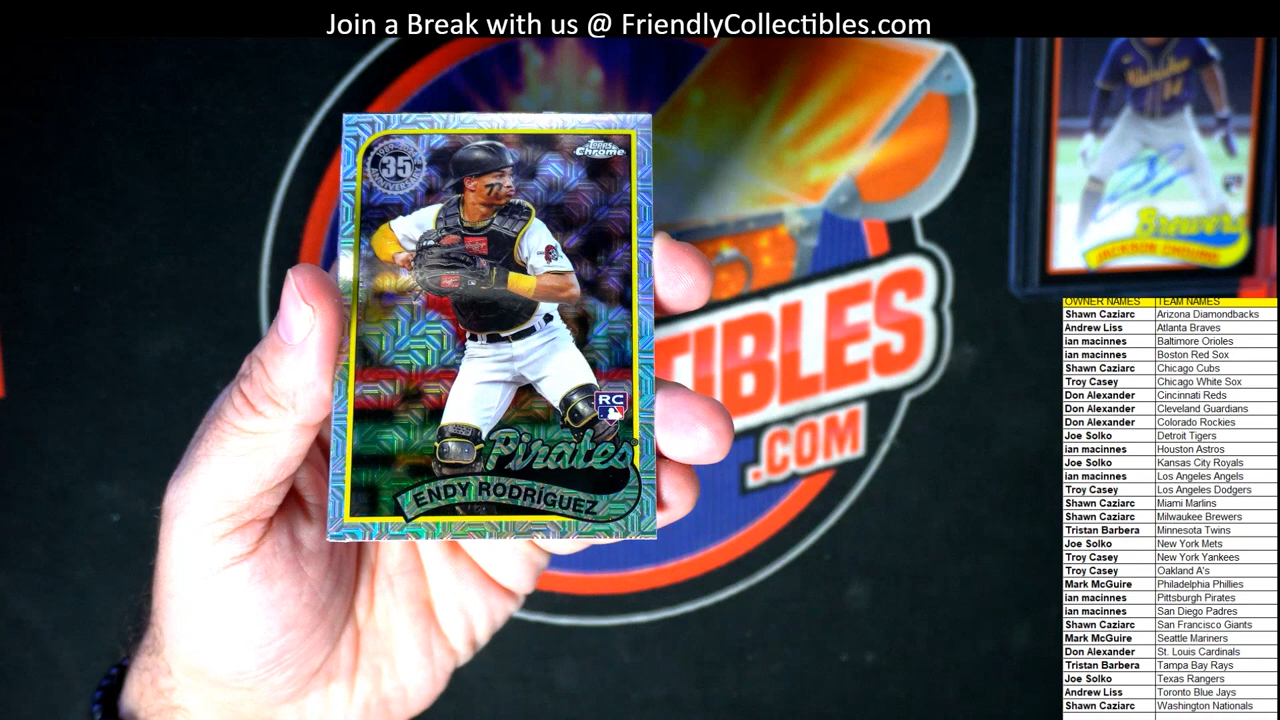 Join a Break with us @ FriendlyCollectibles.com
35
ANNIVERSARY
Topps
Chrome
RC
Pirates
ENDY RODRÍGUEZ
TIBLES
.COM
Brewers
JACKSON CHOURIO
OWNER NAMES TEAM NAMES
Shawn Caziarc Arizona Diamondbacks
Andrew Liss Atlanta Braves
ian macinnes Baltimore Orioles
ian macinnes Boston Red Sox
Shawn Caziarc Chicago Cubs
Troy Casey Chicago White Sox
Don Alexander Cincinnati Reds
Don Alexander Cleveland Guardians
Don Alexander Colorado Rockies
Joe Solko Detroit Tigers
ian macinnes Houston Astros
Joe Solko Kansas City Royals
ian macinnes Los Angeles Angels
Troy Casey Los Angeles Dodgers
Shawn Caziarc Miami Marlins
Shawn Caziarc Milwaukee Brewers
Tristan Barbera Minnesota Twins
Joe Solko New York Mets
Troy Casey New York Yankees
Troy Casey Oakland A's
Mark McGuire Philadelphia Phillies
ian macinnes Pittsburgh Pirates
ian macinnes San Diego Padres
Shawn Caziarc San Francisco Giants
Mark McGuire Seattle Mariners
Don Alexander St. Louis Cardinals
Tristan Barbera Tampa Bay Rays
Joe Solko Texas Rangers
Andrew Liss Toronto Blue Jays
Shawn Caziarc Washington Nationals